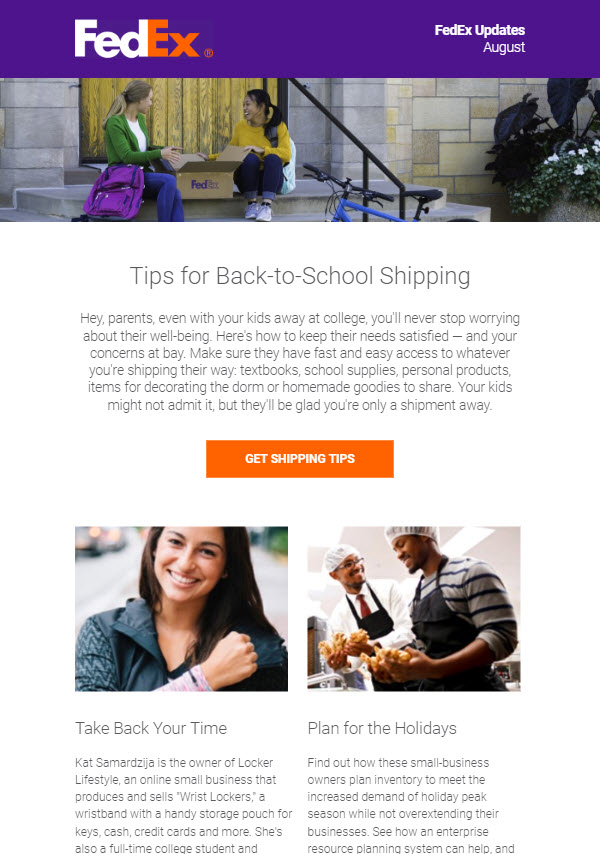 FedEx®
FedEx Updates
August
FedEx
Tips for Back-to-School Shipping
Hey, parents, even with your kids away at college, you'll never stop worrying
about their well-being. Here's how to keep their needs satisfied — and your
concerns at bay. Make sure they have fast and easy access to whatever
you're shipping their way: textbooks, school supplies, personal products,
items for decorating the dorm or homemade goodies to share. Your kids
might not admit it, but they'll be glad you're only a shipment away.
GET SHIPPING TIPS
Take Back Your Time
Kat Samardzija is the owner of Locker
Lifestyle, an online small business that
produces and sells "Wrist Lockers," a
wristband with a handy storage pouch for
keys, cash, credit cards and more. She's
also a full-time college student and
Plan for the Holidays
Find out how these small-business
owners plan inventory to meet the
increased demand of holiday peak
season while not overextending their
businesses. See how an enterprise
resource planning system can help, and